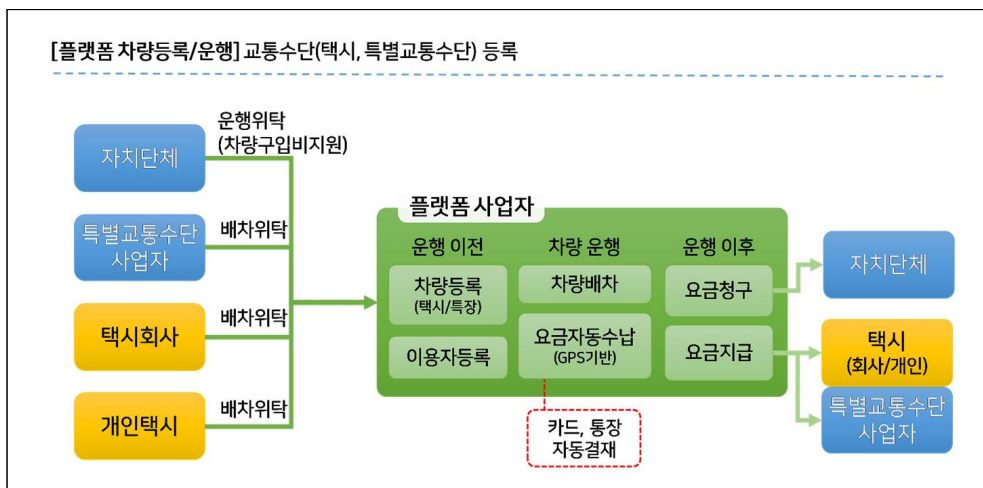 [플랫폼 차량등록/운행] 교통수단(택시, 특별교통수단) 등록
자치단체
운행위탁
(차량구입비지원)
특별교통수단
사업자
배차위탁
택시회사
배차위탁
개인택시
배차위탁
플랫폼 사업자
운행 이전
차량등록
(택시/특장)
이용자등록
차량 운행
차량배차
요금자동수납
(GPS기반)
카드, 통장
자동결재
운행 이후
요금청구
요금지급
자치단체
택시
(회사/개인)
특별교통수단
사업자